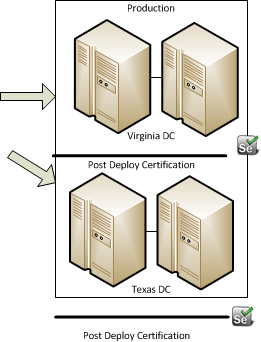 Production
Virginia DC
Se
Post Deploy Certification
Texas DC
Se
Post Deploy Certification